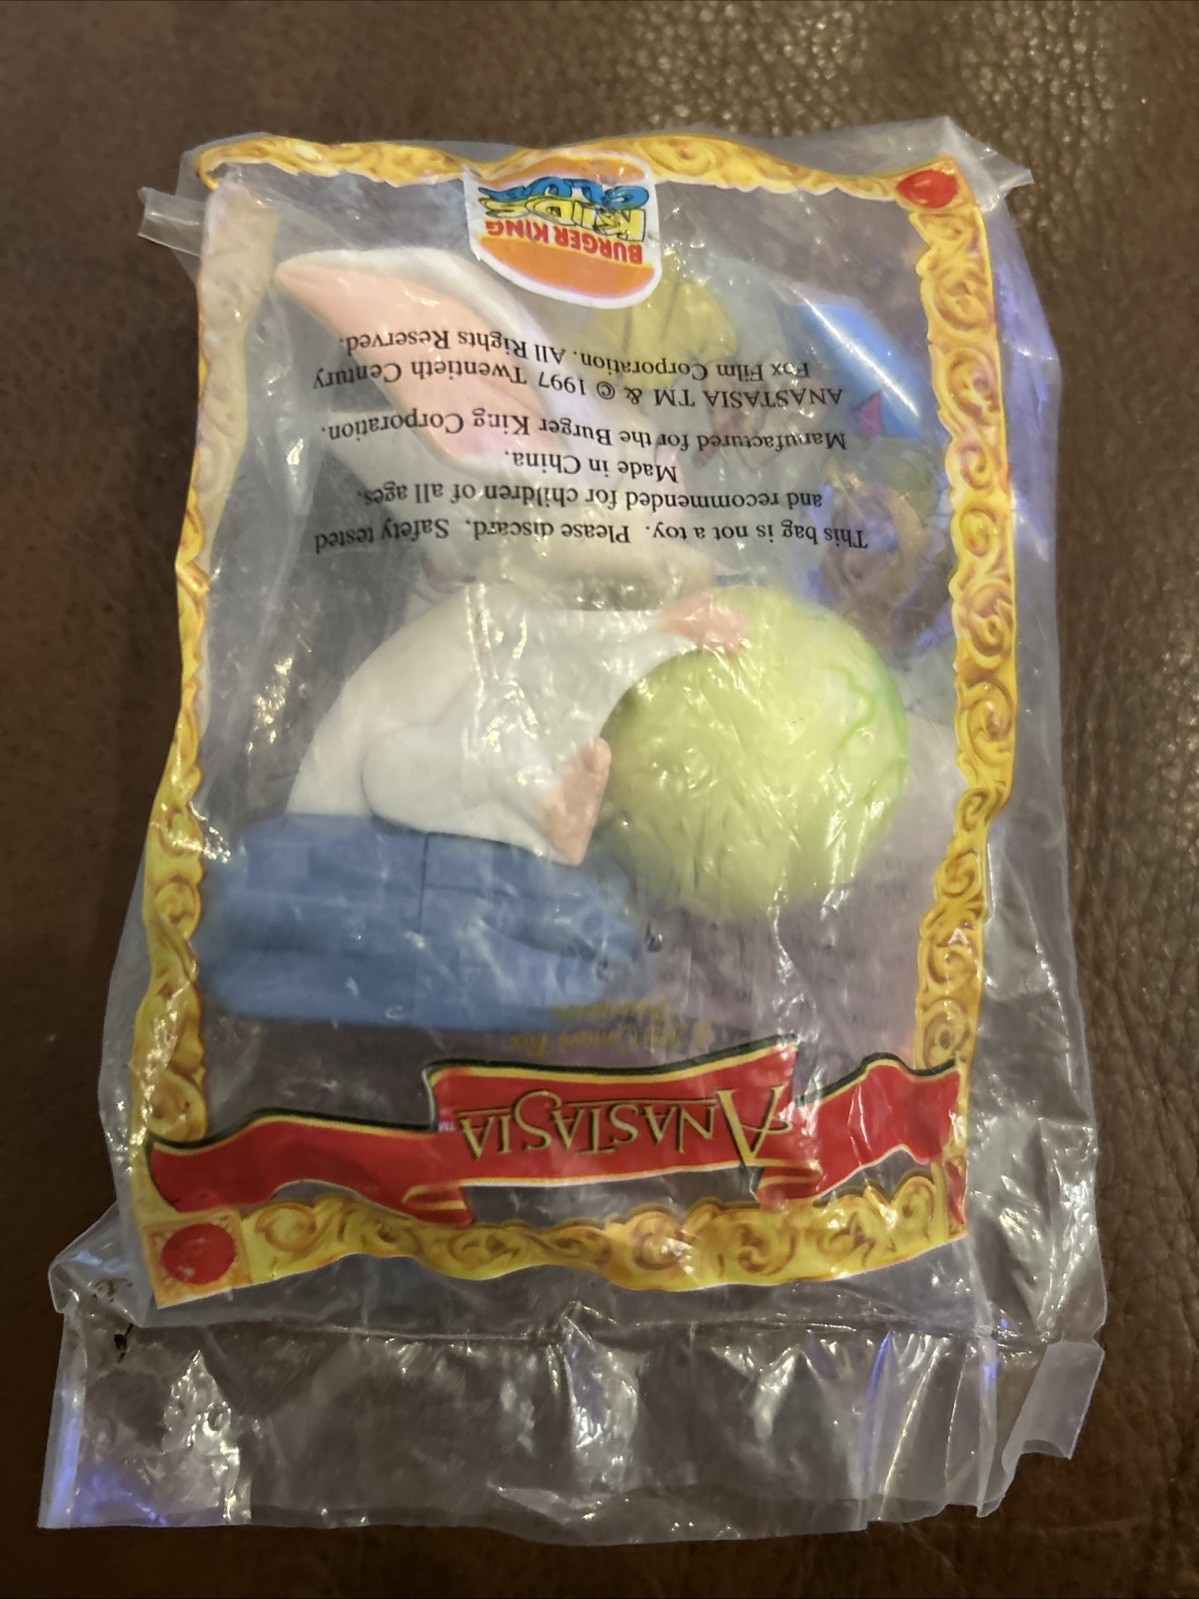 ANASTASIA™
This bag is not a toy. Please discard. Safety tested
and recommended for children of all ages.
Made in China.
Manufactured for the Burger King Corporation.
ANASTASIA TM & © 1997 Twentieth Century
Fox Film Corporation. All Rights Reserved.
BURGER KING
KIDS
CLUB